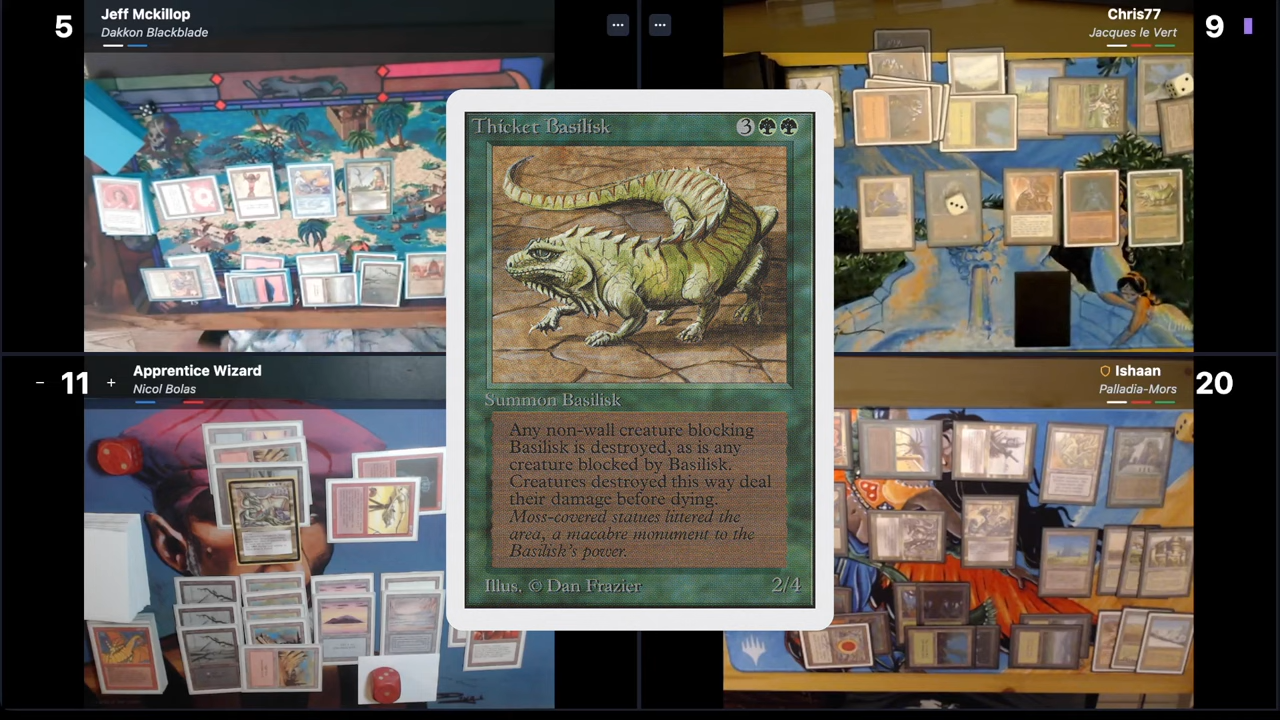 5
Jeff Mckillop
Dakkon Blackblade
Chris77
Jacques le Vert
9
Thicket Basilisk
3
Summon Basilisk
Any non-wall creature blocking
Basilisk is destroyed, as is any
creature blocked by Basilisk.
Creatures destroyed this way deal
their damage before dying.
Moss-covered statues littered the
area, a macabre monument to the
Basilisk's power.
Illus. © Dan Frazier
2/4
- 11 +
Apprentice Wizard
Nicol Bolas
Ishaan
Palladia-Mors
20